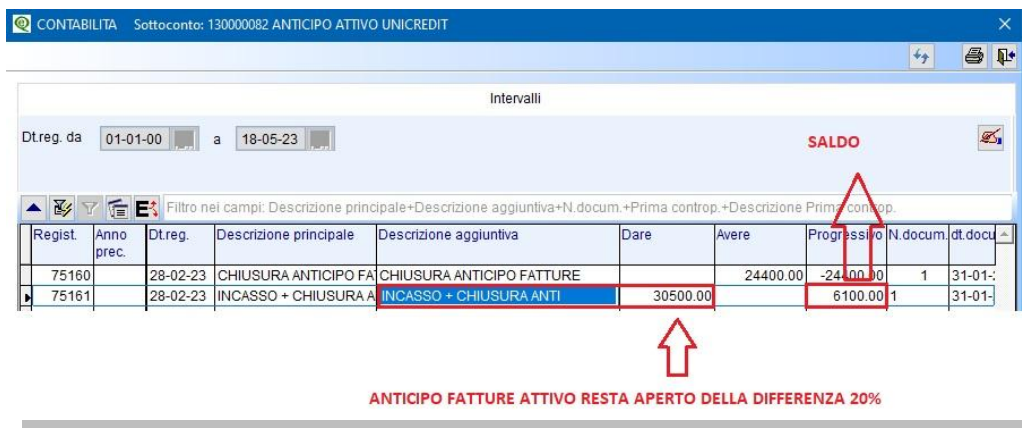 CONTABILITA Sottoconto: 130000082 ANTICIPO ATTIVO UNICREDIT
Intervalli
Dt.reg. da 01-01-00 a 18-05-23
SALDO
Filtro nei campi: Descrizione principale+Descrizione aggiuntiva+N.docum.+Prima controp.+Descrizione Prima controp.
Regist. Anno prec. Dt.reg. Descrizione principale Descrizione aggiuntiva Dare Avere Progressivo N.docum. dt.docu
75160 28-02-23 CHIUSURA ANTICIPO FA CHIUSURA ANTICIPO FATTURE 24400.00 -24400.00 1 31-01-
75161 28-02-23 INCASSO + CHIUSURA A INCASSO + CHIUSURA ANTI 30500.00 6100.00 1 31-01-
ANTICIPO FATTURE ATTIVO RESTA APERTO DELLA DIFFERENZA 20%